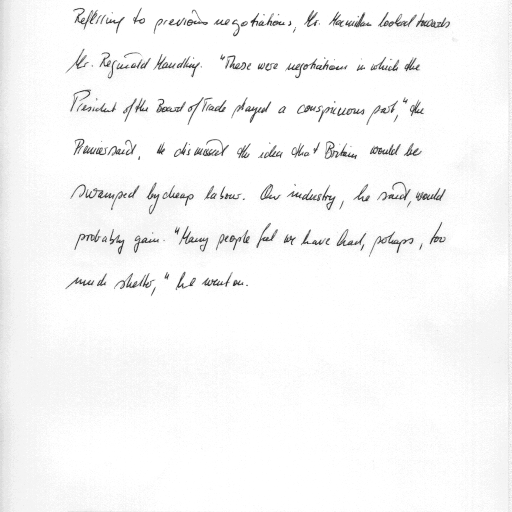 Referring to previous negotiations, Mr. Macmillan looked towards
Mr. Reginald Maudling. "These were negotiations in which the
President of the Board of Trade played a conspicuous part," the
Premier said. He dismissed the idea that Britain would be
swamped by cheap labour. Our industry, he said, would
probably gain. "Many people feel we have had, perhaps, too
much shelter," he went on.